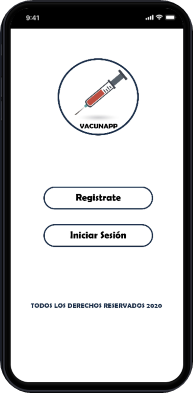 9:41
VACUNAPP
Registrate
Iniciar Sesión
TODOS LOS DERECHOS RESERVADOS 2020